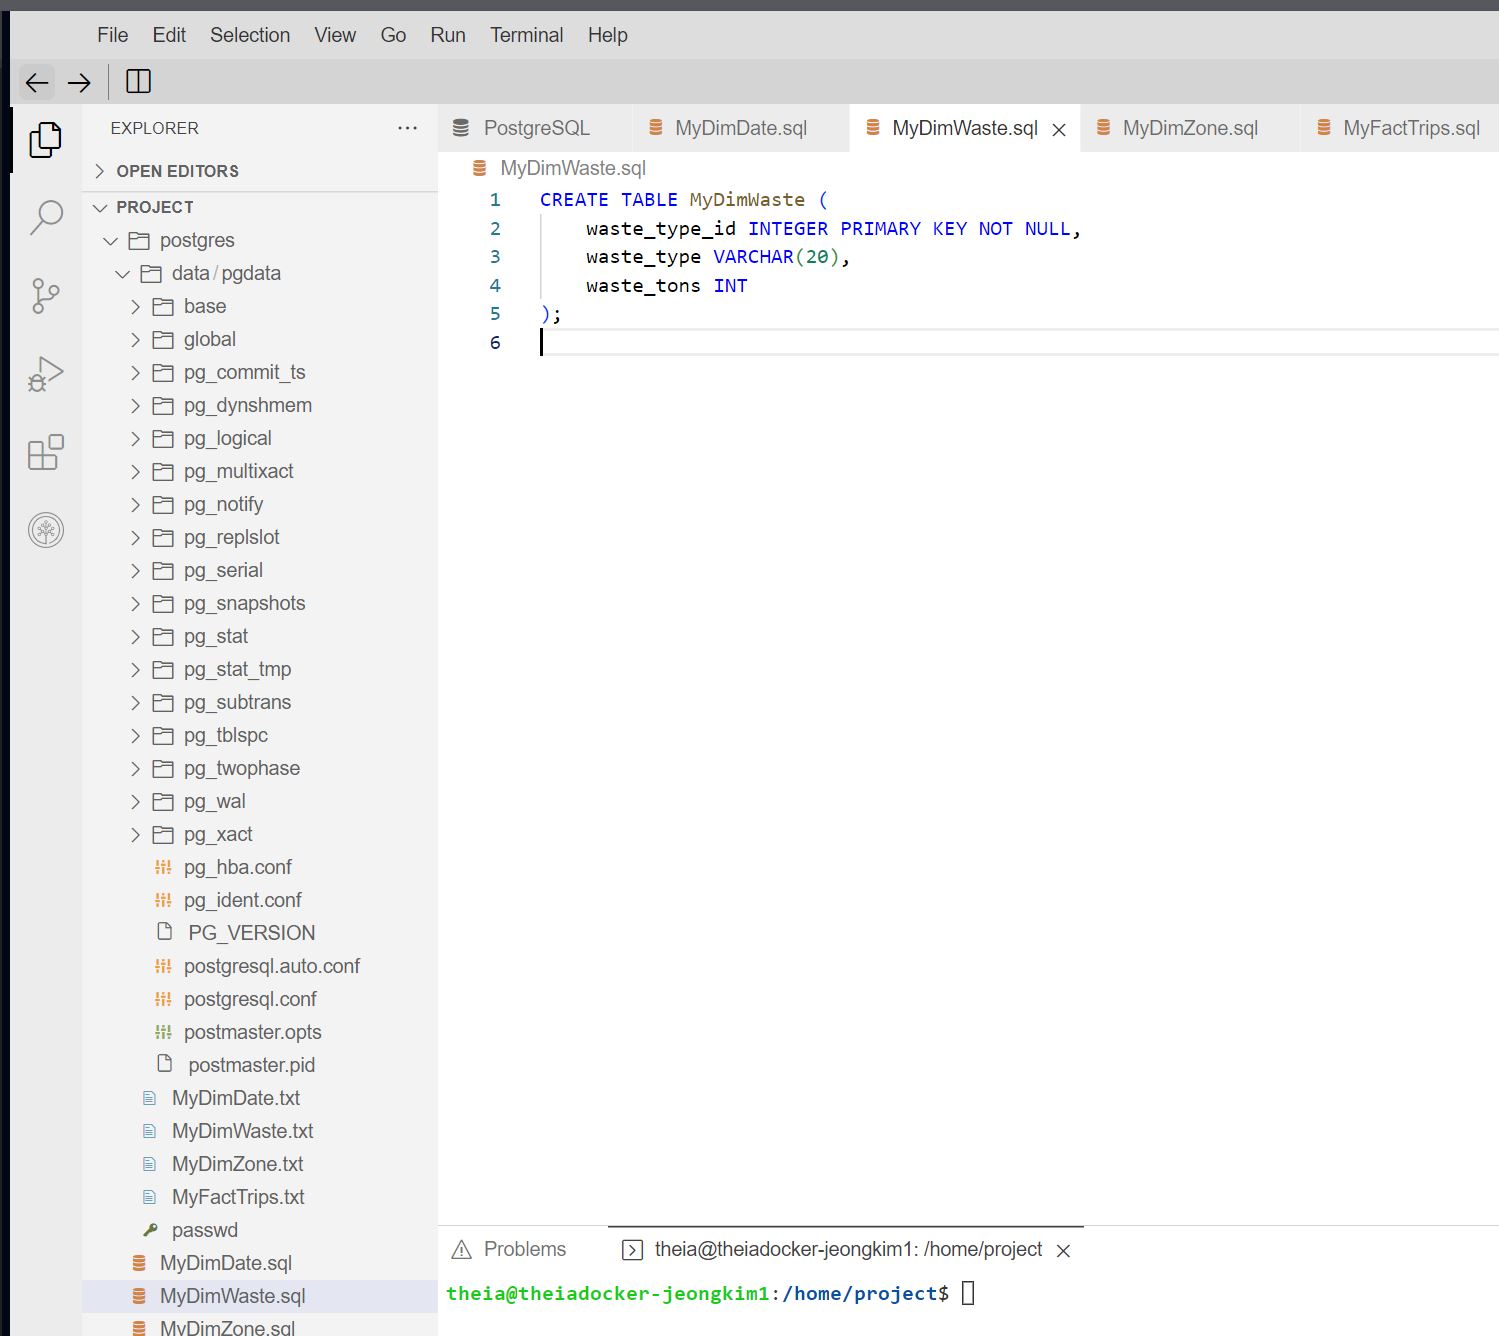 File Edit Selection View Go Run Terminal Help
EXPLORER
OPEN EDITORS
PROJECT
postgres
data/pgdata
base
global
pg_commit_ts
pg_dynshmem
pg_logical
pg_multixact
pg_notify
pg_replslot
pg_serial
pg_snapshots
pg_stat
pg_stat_tmp
pg_subtrans
pg_tblspc
pg_twophase
pg_wal
pg_xact
pg_hba.conf
pg_ident.conf
PG_VERSION
postgresql.auto.conf
postgresql.conf
postmaster.opts
postmaster.pid
MyDimDate.txt
MyDimWaste.txt
MyDimZone.txt
MyFactTrips.txt
passwd
MyDimDate.sql
MyDimWaste.sql
MyDimZone.sql
PostgreSQL MyDimDate.sql MyDimWaste.sql MyDimZone.sql MyFactTrips.sql
MyDimWaste.sql
1 CREATE TABLE MyDimWaste (
2 waste_type_id INTEGER PRIMARY KEY NOT NULL,
3 waste_type VARCHAR(20),
4 waste_tons INT
5 );
6
Problems theia@theiadocker-jeongkim1: /home/project
theia@theiadocker-jeongkim1:/home/project$